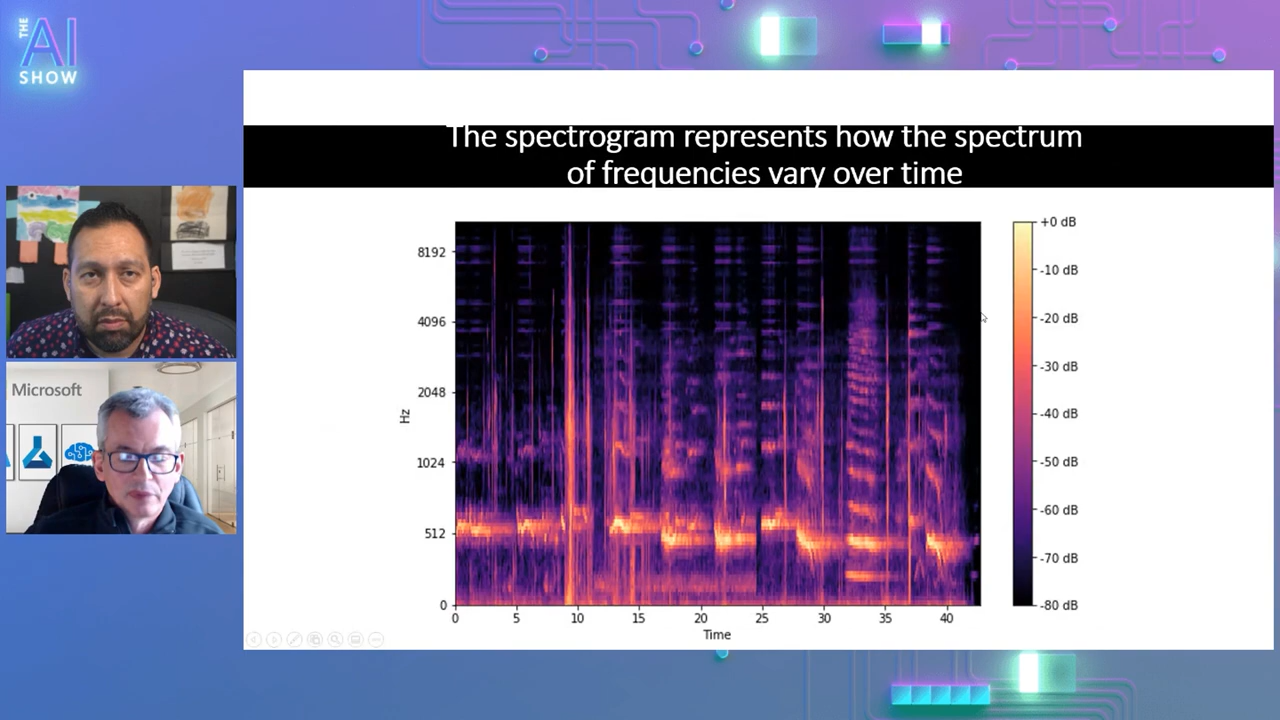 THE
AI
SHOW
The spectrogram represents how the spectrum
of frequencies vary over time
Microsoft
8192
4096
2048
1024
512
0
Hz
0 5 10 15 20 25 30 35 40
Time
+0 dB
-10 dB
-20 dB
-30 dB
-40 dB
-50 dB
-60 dB
-70 dB
-80 dB